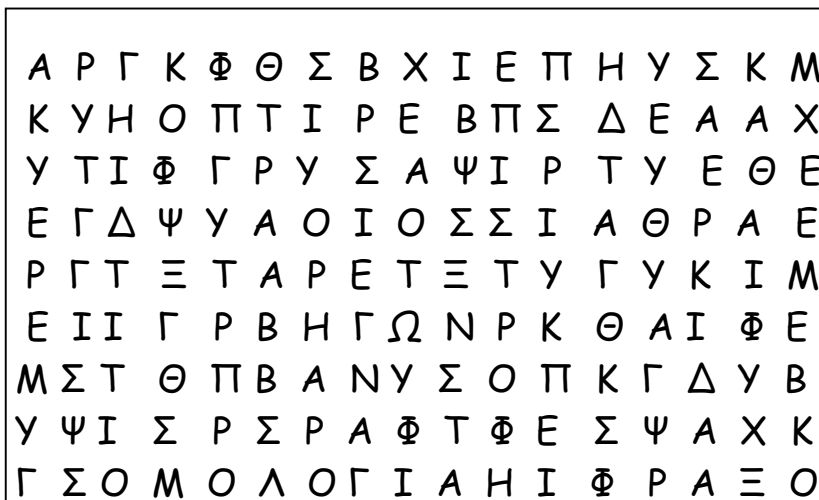 Α Ρ Γ Κ Φ Θ Σ Β Χ Ι Ε Π Η Υ Σ Κ Μ
Κ Υ Η Ο Π Τ Ι Ρ Ε Β Π Σ Δ Ε Α Α Χ
Υ Τ Ι Φ Γ Ρ Υ Σ Α Ψ Ι Ρ Τ Υ Ε Θ Ε
Ε Γ Δ Ψ Υ Α Ο Ι Ο Σ Σ Ι Α Θ Ρ Α Ε
Ρ Γ Τ Ξ Τ Α Ρ Ε Τ Ξ Τ Υ Γ Υ Κ Ι Μ
Ε Ι Ι Γ Ρ Β Η Γ Ω Ν Ρ Κ Θ Α Ι Φ Ε
Μ Σ Τ Θ Π Β Α Ν Υ Σ Ο Π Κ Γ Δ Υ Β
Υ Ψ Ι Σ Ρ Σ Ρ Α Φ Τ Φ Ε Σ Ψ Α Χ Κ
Γ Σ Ο Μ Ο Λ Ο Γ Ι Α Η Ι Φ Ρ Α Ξ Ο